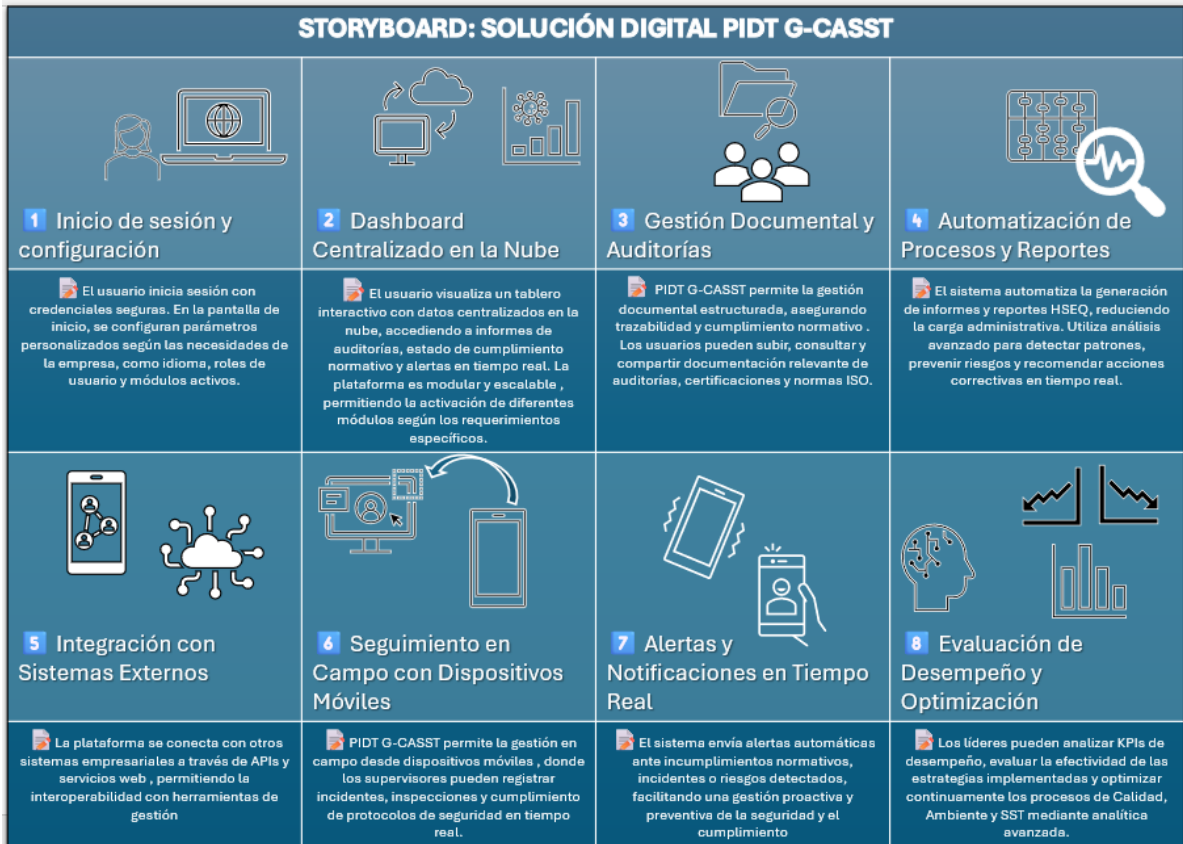 STORYBOARD: SOLUCIÓN DIGITAL PIDT G-CASST
1 Inicio de sesión y
configuración
2 Dashboard
Centralizado en la Nube
3 Gestión Documental y
Auditorías
4 Automatización de
Procesos y Reportes
El usuario inicia sesión con
credenciales seguras. En la pantalla de
inicio, se configuran parámetros
personalizados según las necesidades de
la empresa, como idioma, roles de
usuario y módulos activos.
El usuario visualiza un tablero
interactivo con datos centralizados en la
nube, accediendo a informes de
auditorías, estado de cumplimiento
normativo y alertas en tiempo real. La
plataforma es modular y escalable ,
permitiendo la activación de diferentes
módulos según los requerimientos
específicos.
PIDT G-CASST permite la gestión
documental estructurada, asegurando
trazabilidad y cumplimiento normativo .
Los usuarios pueden subir, consultar y
compartir documentación relevante de
auditorías, certificaciones y normas ISO.
El sistema automatiza la generación
de informes y reportes HSEQ, reduciendo
la carga administrativa. Utiliza análisis
avanzado para detectar patrones,
prevenir riesgos y recomendar acciones
correctivas en tiempo real.
5 Integración con
Sistemas Externos
6 Seguimiento en
Campo con Dispositivos
Móviles
7 Alertas y
Notificaciones en Tiempo
Real
8 Evaluación de
Desempeño y
Optimización
La plataforma se conecta con otros
sistemas empresariales a través de APIs y
servicios web , permitiendo la
interoperabilidad con herramientas de
gestión
PIDT G-CASST permite la gestión en
campo desde dispositivos móviles , donde
los supervisores pueden registrar
incidentes, inspecciones y cumplimiento
de protocolos de seguridad en tiempo
real.
El sistema envía alertas automáticas
ante incumplimientos normativos,
incidentes o riesgos detectados,
facilitando una gestión proactiva y
preventiva de la seguridad y el
cumplimiento
Los líderes pueden analizar KPIs de
desempeño, evaluar la efectividad de las
estrategias implementadas y optimizar
continuamente los procesos de Calidad,
Ambiente y SST mediante analítica
avanzada.